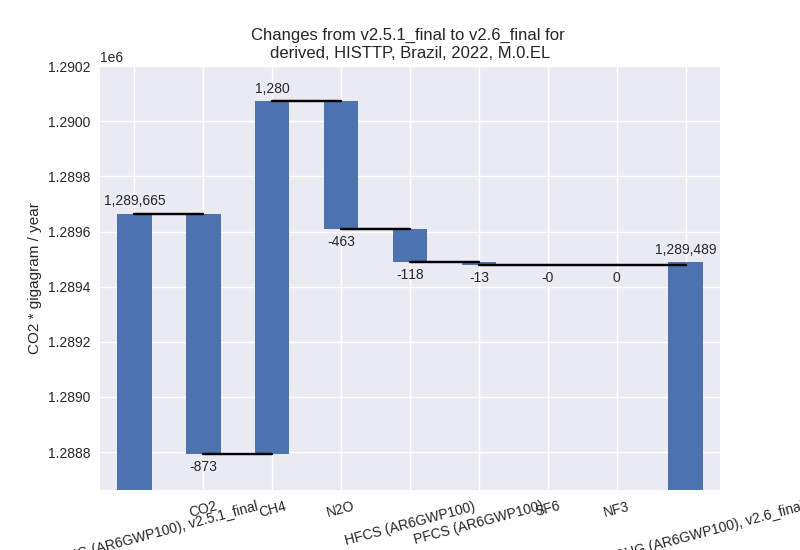 Changes from v2.5.1_final to v2.6_final for
derived, HISTTP, Brazil, 2022, M.0.EL
1e6
1.2902
1.2900
1.2898
1.2896
1.2894
1.2892
1.2890
1.2888
CO2 * gigagram / year
1,289,665
-873
1,280
-463
-118
-13
-0
0
1,289,489
(AR6GWP100), v2.5.1_final
CO2
CH4
N2O
HFCS (AR6GWP100)
PFCS (AR6GWP100)
SF6
NF3
(AR6GWP100), v2.6_final